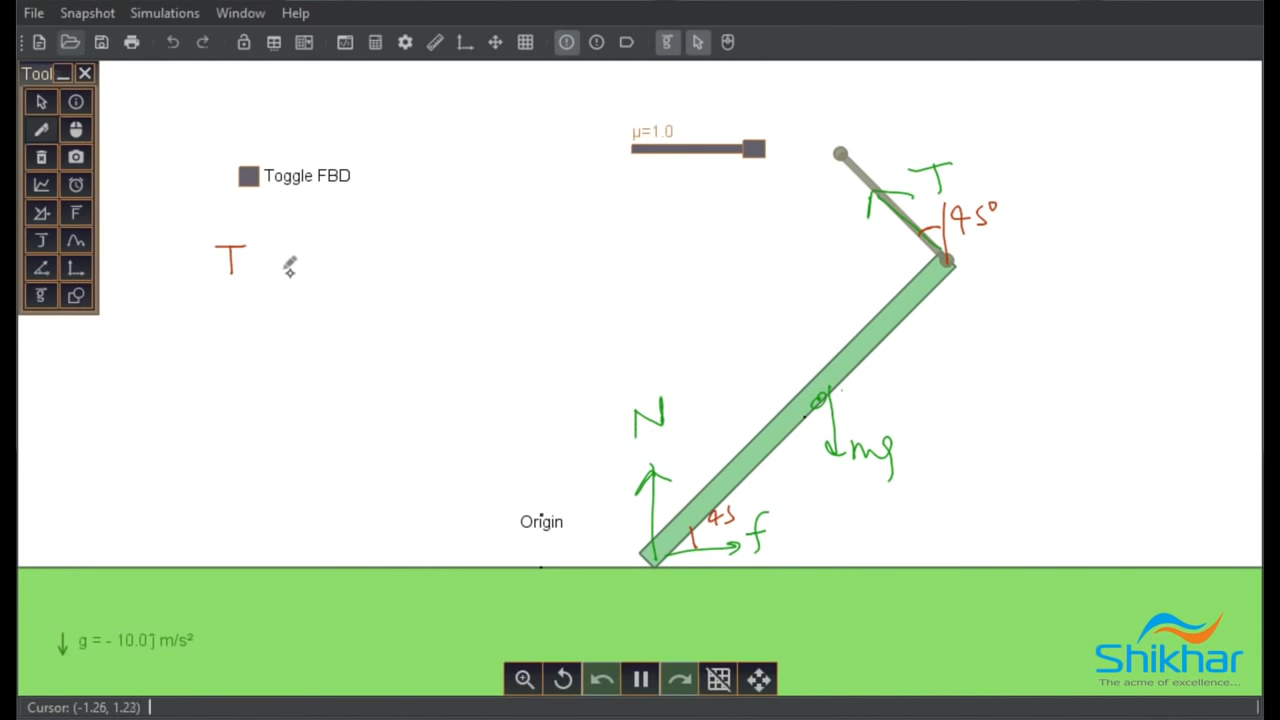 File Snapshot Simulations Window Help
Tool
μ=1.0
Toggle FBD
T
45°
T
N
mg
Origin
45
f
g = - 10.0 ĵ m/s²
Shikhar
The acme of excellence...
Cursor: (-1.26, 1.23)